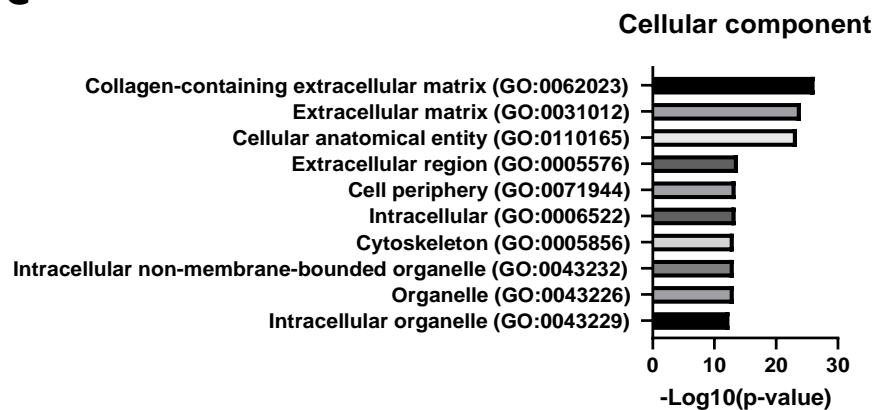 Cellular component
Collagen-containing extracellular matrix (GO:0062023)
Extracellular matrix (GO:0031012)
Cellular anatomical entity (GO:0110165)
Extracellular region (GO:0005576)
Cell periphery (GO:0071944)
Intracellular (GO:0006522)
Cytoskeleton (GO:0005856)
Intracellular non-membrane-bounded organelle (GO:0043232)
Organelle (GO:0043226)
Intracellular organelle (GO:0043229)
0 10 20 30
-Log10(p-value)